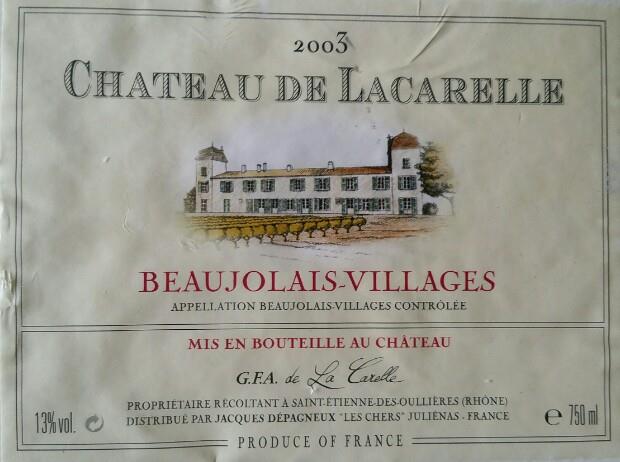 2003
CHATEAU DE LACARELLE
BEAUJOLAIS-VILLAGES
APPELLATION BEAUJOLAIS-VILLAGES CONTRÔLÉE
MIS EN BOUTEILLE AU CHÂTEAU
G.F.A. de La Carelle
PROPRIÉTAIRE RÉCOLTANT À SAINT-ÉTIENNE-DES-OULLIÈRES (RHÔNE)
13% vol. DISTRIBUÉ PAR JACQUES DÉPAGNEUX "LES CHERS" JULIÉNAS - FRANCE e 750 ml
PRODUCE OF FRANCE